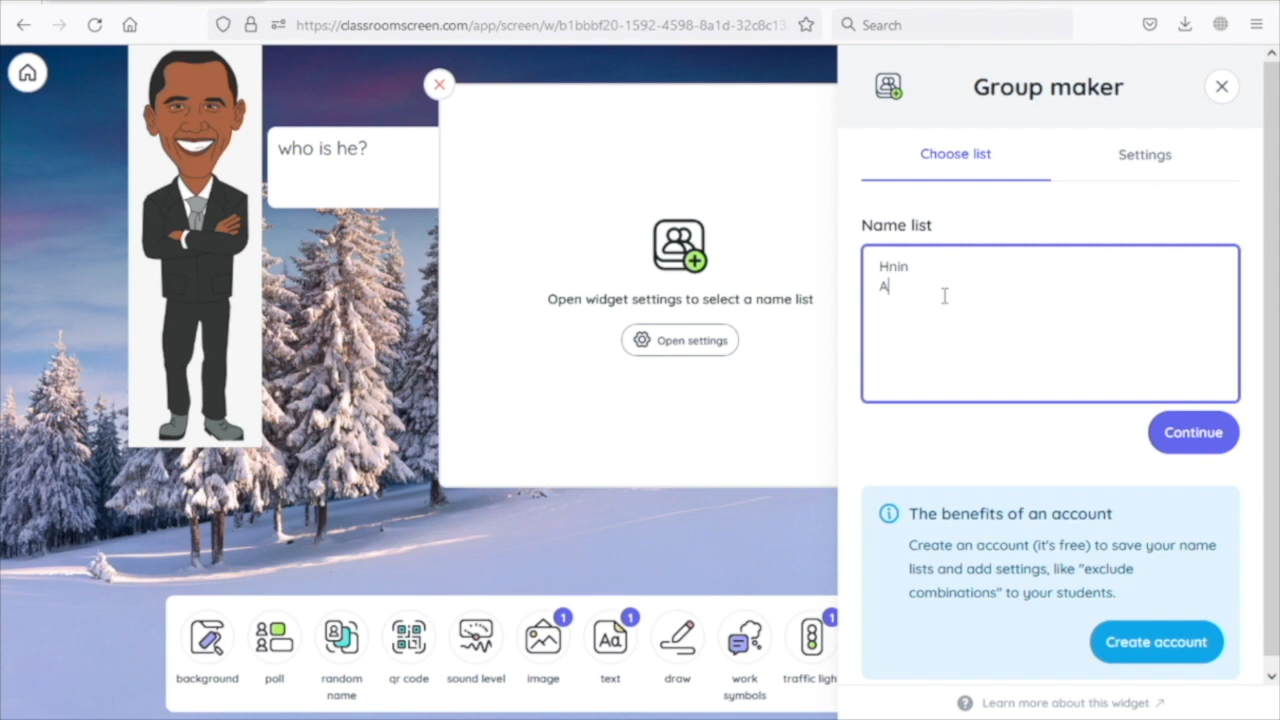 https://classroomscreen.com/app/screen/w/b1bbbf20-1592-4598-8a1d-32c8c13
Search
who is he?
Open widget settings to select a name list
Open settings
Group maker
Choose list
Settings
Name list
Hnin
A
Continue
The benefits of an account
Create an account (it's free) to save your name
lists and add settings, like "exclude
combinations" to your students.
Create account
Learn more about this widget
1
1
1
Aa
background
poll
random
name
qr code
sound level
image
text
draw
work
symbols
traffic ligh